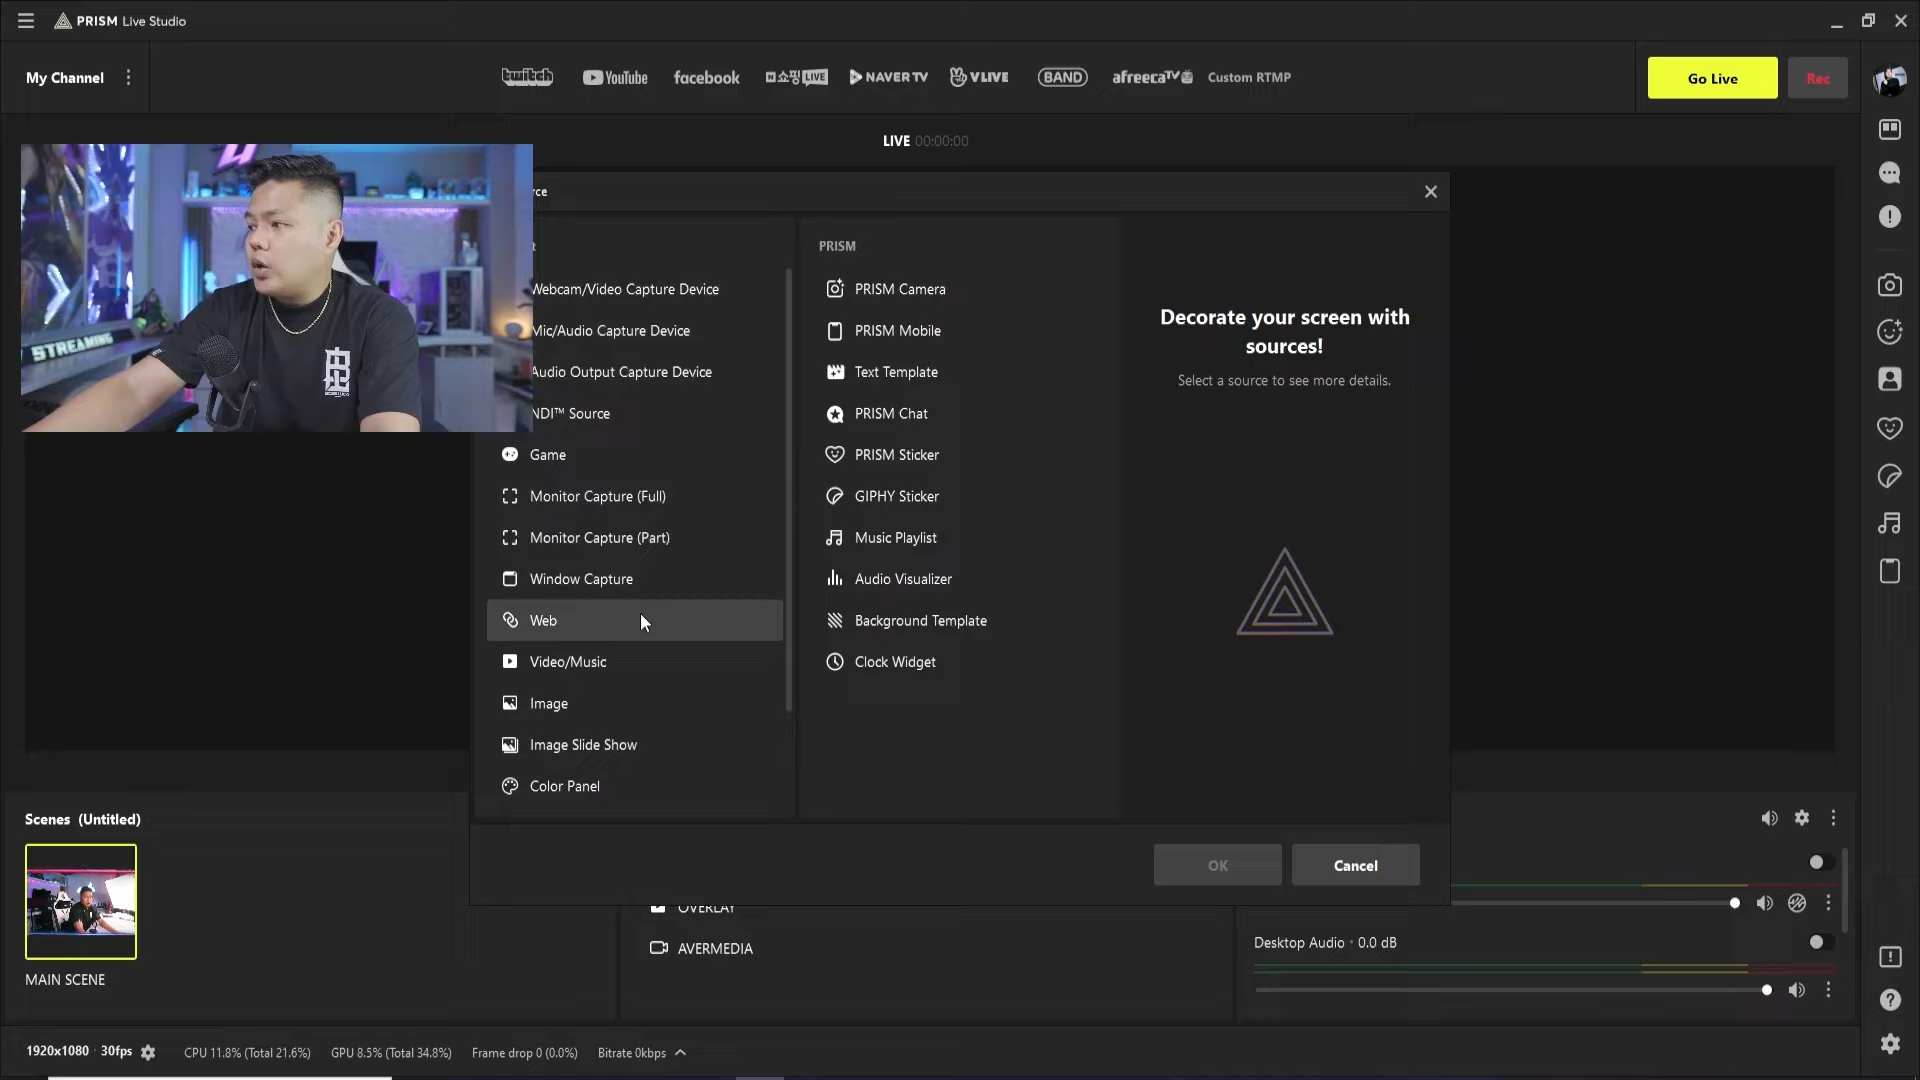 PRISM Live Studio
My Channel
twitch
YouTube
facebook
쇼핑 LIVE
NAVER TV
V LIVE
BAND
afreecaTV
Custom RTMP
Go Live
Rec
LIVE 00:00:00
STREAMING
rce
t
Webcam/Video Capture Device
Mic/Audio Capture Device
Audio Output Capture Device
NDI™ Source
Game
Monitor Capture (Full)
Monitor Capture (Part)
Window Capture
Web
Video/Music
Image
Image Slide Show
Color Panel
PRISM
PRISM Camera
PRISM Mobile
Text Template
PRISM Chat
PRISM Sticker
GIPHY Sticker
Music Playlist
Audio Visualizer
Background Template
Clock Widget
Decorate your screen with
sources!
Select a source to see more details.
OK
Cancel
Scenes (Untitled)
MAIN SCENE
OVERLAY
AVERMEDIA
Desktop Audio • 0.0 dB
1920x1080 · 30fps
CPU 11.8% (Total 21.6%)
GPU 8.5% (Total 34.8%)
Frame drop 0 (0.0%)
Bitrate 0kbps